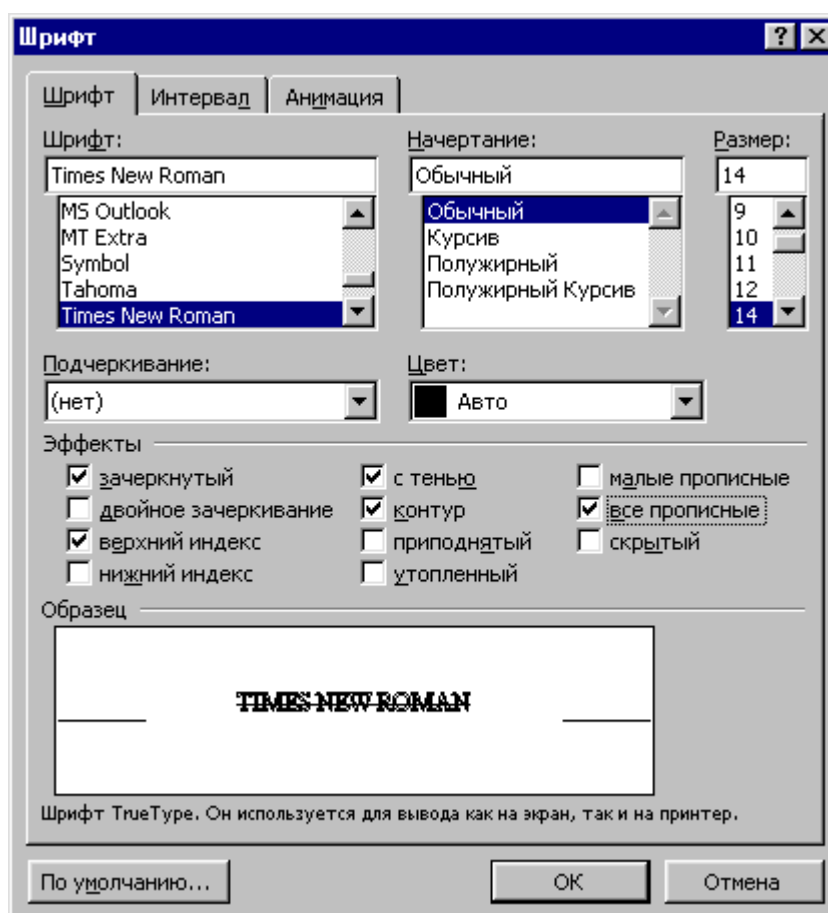 Шрифт
Шрифт Интервал Анимация
Шрифт: Начертание: Размер:
Times New Roman Обычный 14
MS Outlook Обычный 9
MT Extra Курсив 10
Symbol Полужирный 11
Tahoma Полужирный Курсив 12
Times New Roman 14
Подчеркивание: Цвет:
(нет) Авто
Эффекты
зачеркнутый с тенью малые прописные
двойное зачеркивание контур все прописные
верхний индекс приподнятый скрытый
нижний индекс утопленный
Образец
TIMES NEW ROMAN
Шрифт TrueType. Он используется для вывода как на экран, так и на принтер.
По умолчанию... ОК Отмена